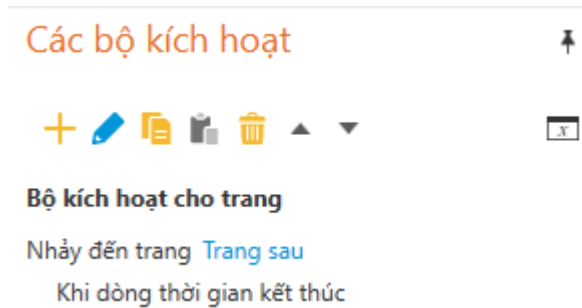 Các bộ kích hoạt
x
Bộ kích hoạt cho trang
Nhảy đến trang Trang sau
Khi dòng thời gian kết thúc